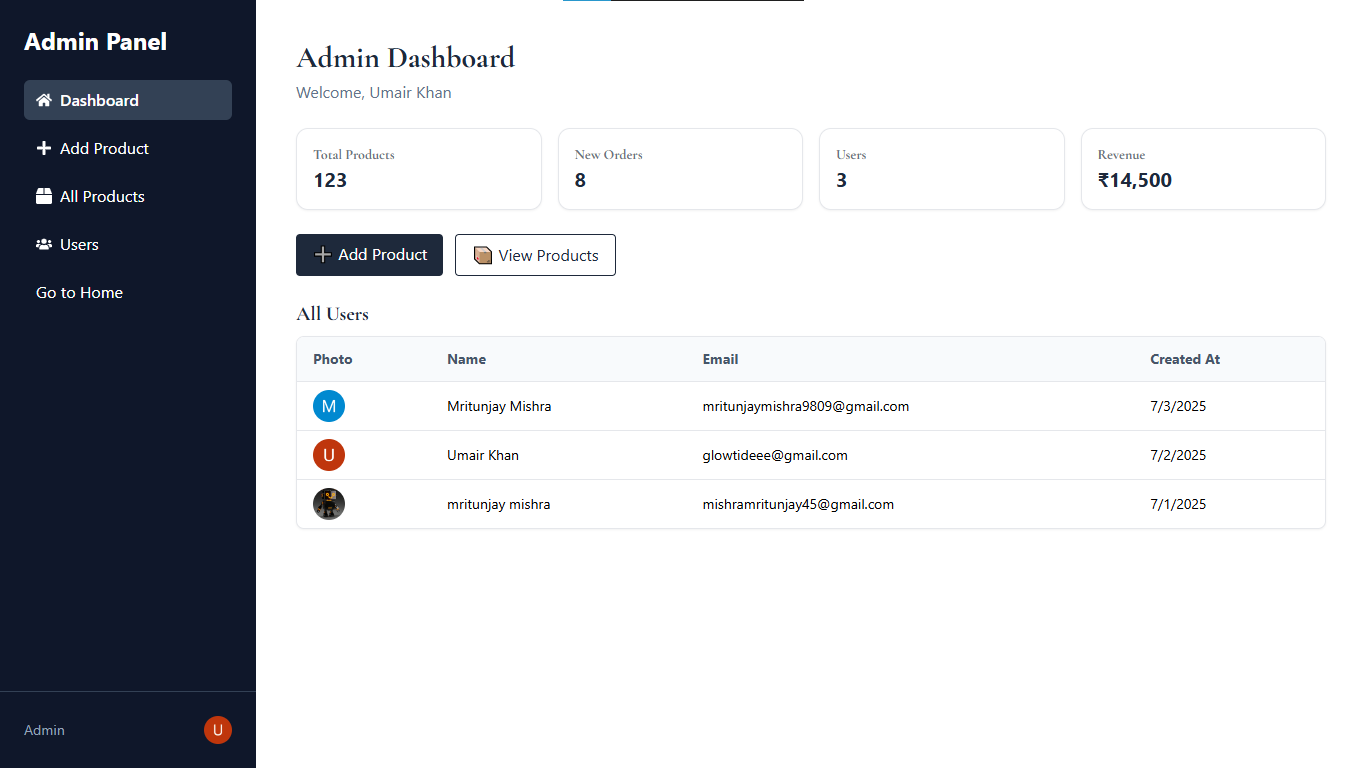 Admin Panel
Dashboard
Add Product
All Products
Users
Go to Home
Admin
U
Admin Dashboard
Welcome, Umair Khan
Total Products
123
New Orders
8
Users
3
Revenue
₹14,500
Add Product
View Products
All Users
Photo Name Email Created At
M Mritunjay Mishra mritunjaymishra9809@gmail.com 7/3/2025
U Umair Khan glowtideee@gmail.com 7/2/2025
mritunjay mishra mishramritunjay45@gmail.com 7/1/2025